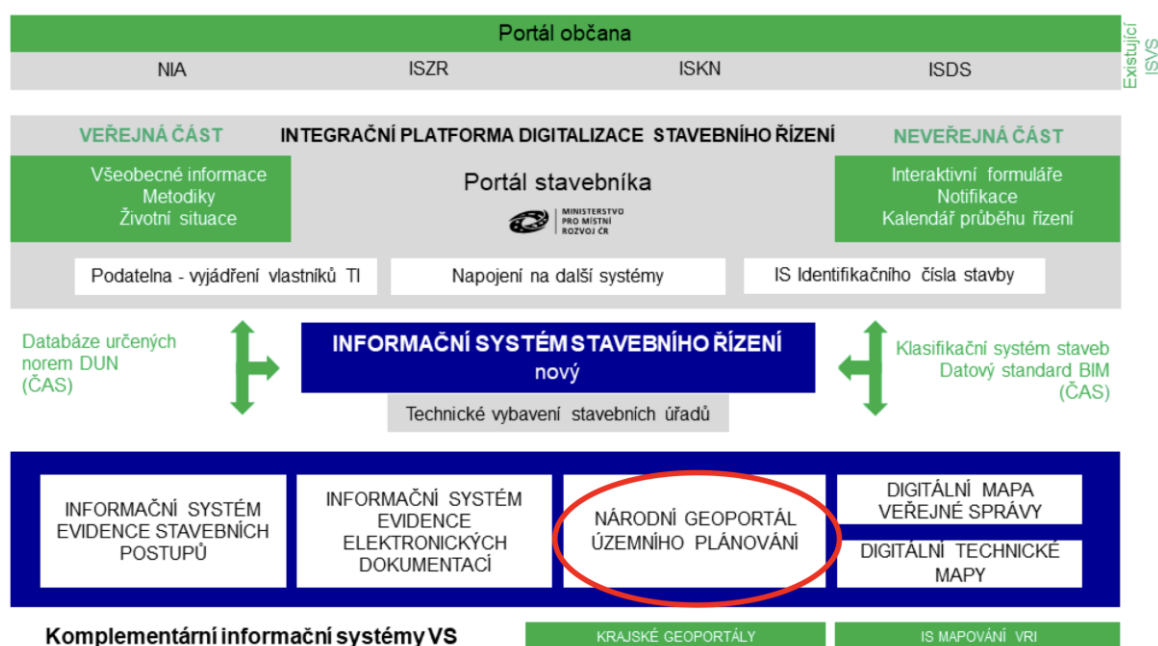 Portál občana
Existující
ISVS
NIA
ISZR
ISKN
ISDS
VEŘEJNÁ ČÁST
INTEGRAČNÍ PLATFORMA DIGITALIZACE STAVEBNÍHO ŘÍZENÍ
NEVEŘEJNÁ ČÁST
Všeobecné informace
Metodiky
Životní situace
Portál stavebníka
MINISTERSTVO
PRO MÍSTNÍ
ROZVOJ ČR
Interaktivní formuláře
Notifikace
Kalendář průběhu řízení
Podatelna - vyjádření vlastníků TI
Napojení na další systémy
IS Identifikačního čísla stavby
Databáze určených
norem DUN
(ČAS)
INFORMAČNÍ SYSTÉM STAVEBNÍHO ŘÍZENÍ
nový
Technické vybavení stavebních úřadů
Klasifikační systém staveb
Datový standard BIM
(ČAS)
INFORMAČNÍ SYSTÉM
EVIDENCE STAVEBNÍCH
POSTUPŮ
INFORMAČNÍ SYSTÉM
EVIDENCE
ELEKTRONICKÝCH
DOKUMENTACÍ
NÁRODNÍ GEOPORTÁL
ÚZEMNÍHO PLÁNOVÁNÍ
DIGITÁLNÍ MAPA
VEŘEJNÉ SPRÁVY
DIGITÁLNÍ TECHNICKÉ
MAPY
Komplementární informační systémy VS
KRAJSKÉ GEOPORTÁLY
IS MAPOVÁNÍ VRI